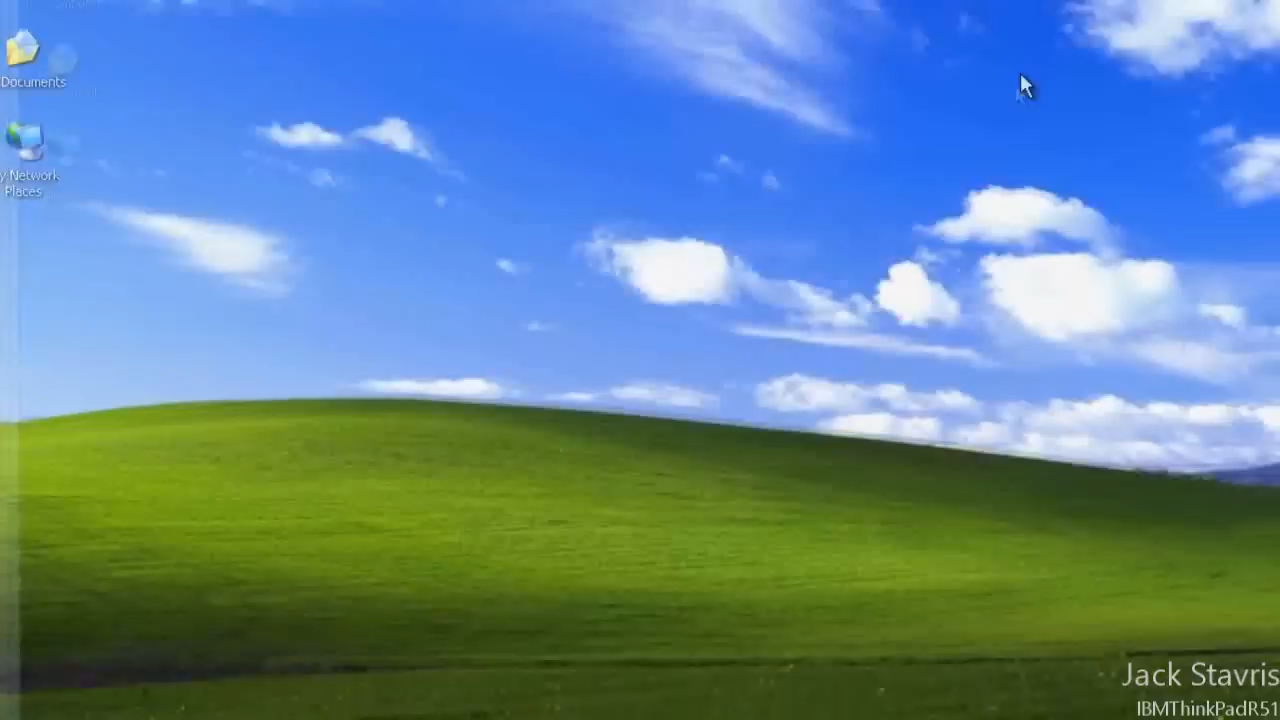 Documents
y Network
Places
Jack Stavris
IBMThinkPadR51